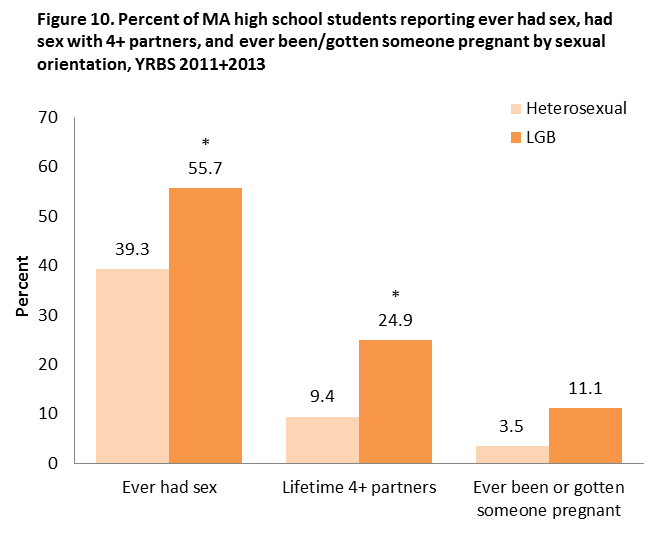 Figure 10. Percent of MA high school students reporting ever had sex, had
sex with 4+ partners, and ever been/gotten someone pregnant by sexual
orientation, YRBS 2011+2013
Heterosexual
LGB
Percent
70
60
50
40
30
20
10
0
39.3
*
55.7
9.4
*
24.9
3.5
11.1
Ever had sex
Lifetime 4+ partners
Ever been or gotten
someone pregnant